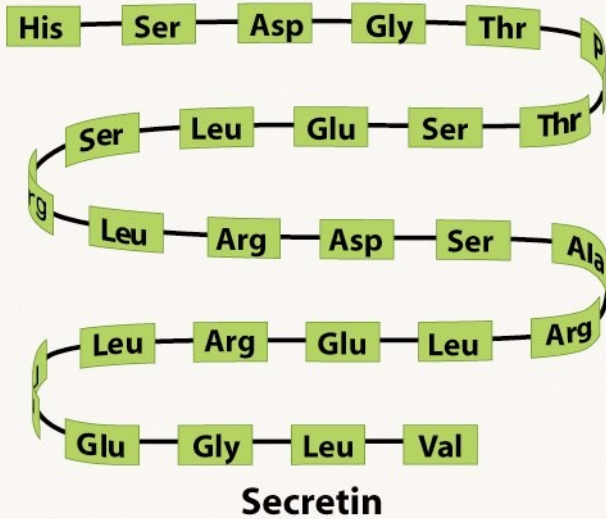 His Ser Asp Gly Thr
Ser Leu Glu Ser Thr
Leu Arg Asp Ser Ala
Leu Arg Glu Leu Arg
Glu Gly Leu Val
Secretin